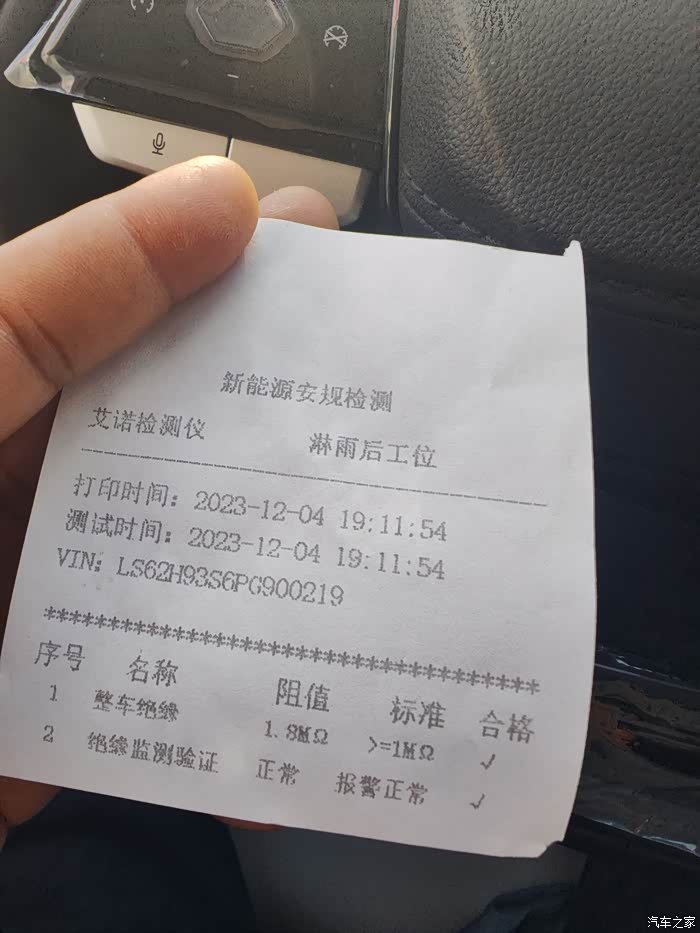 新能源安规检测
艾诺检测仪 淋雨后工位
打印时间：2023-12-04 19:11:54
测试时间：2023-12-04 19:11:54
VIN：LS62H93S6PG900219
****************************************
序号 名称 阻值 标准 合格
1 整车绝缘 1.8MΩ >=1MΩ √
2 绝缘监测验证 正常 报警正常 √
汽车之家